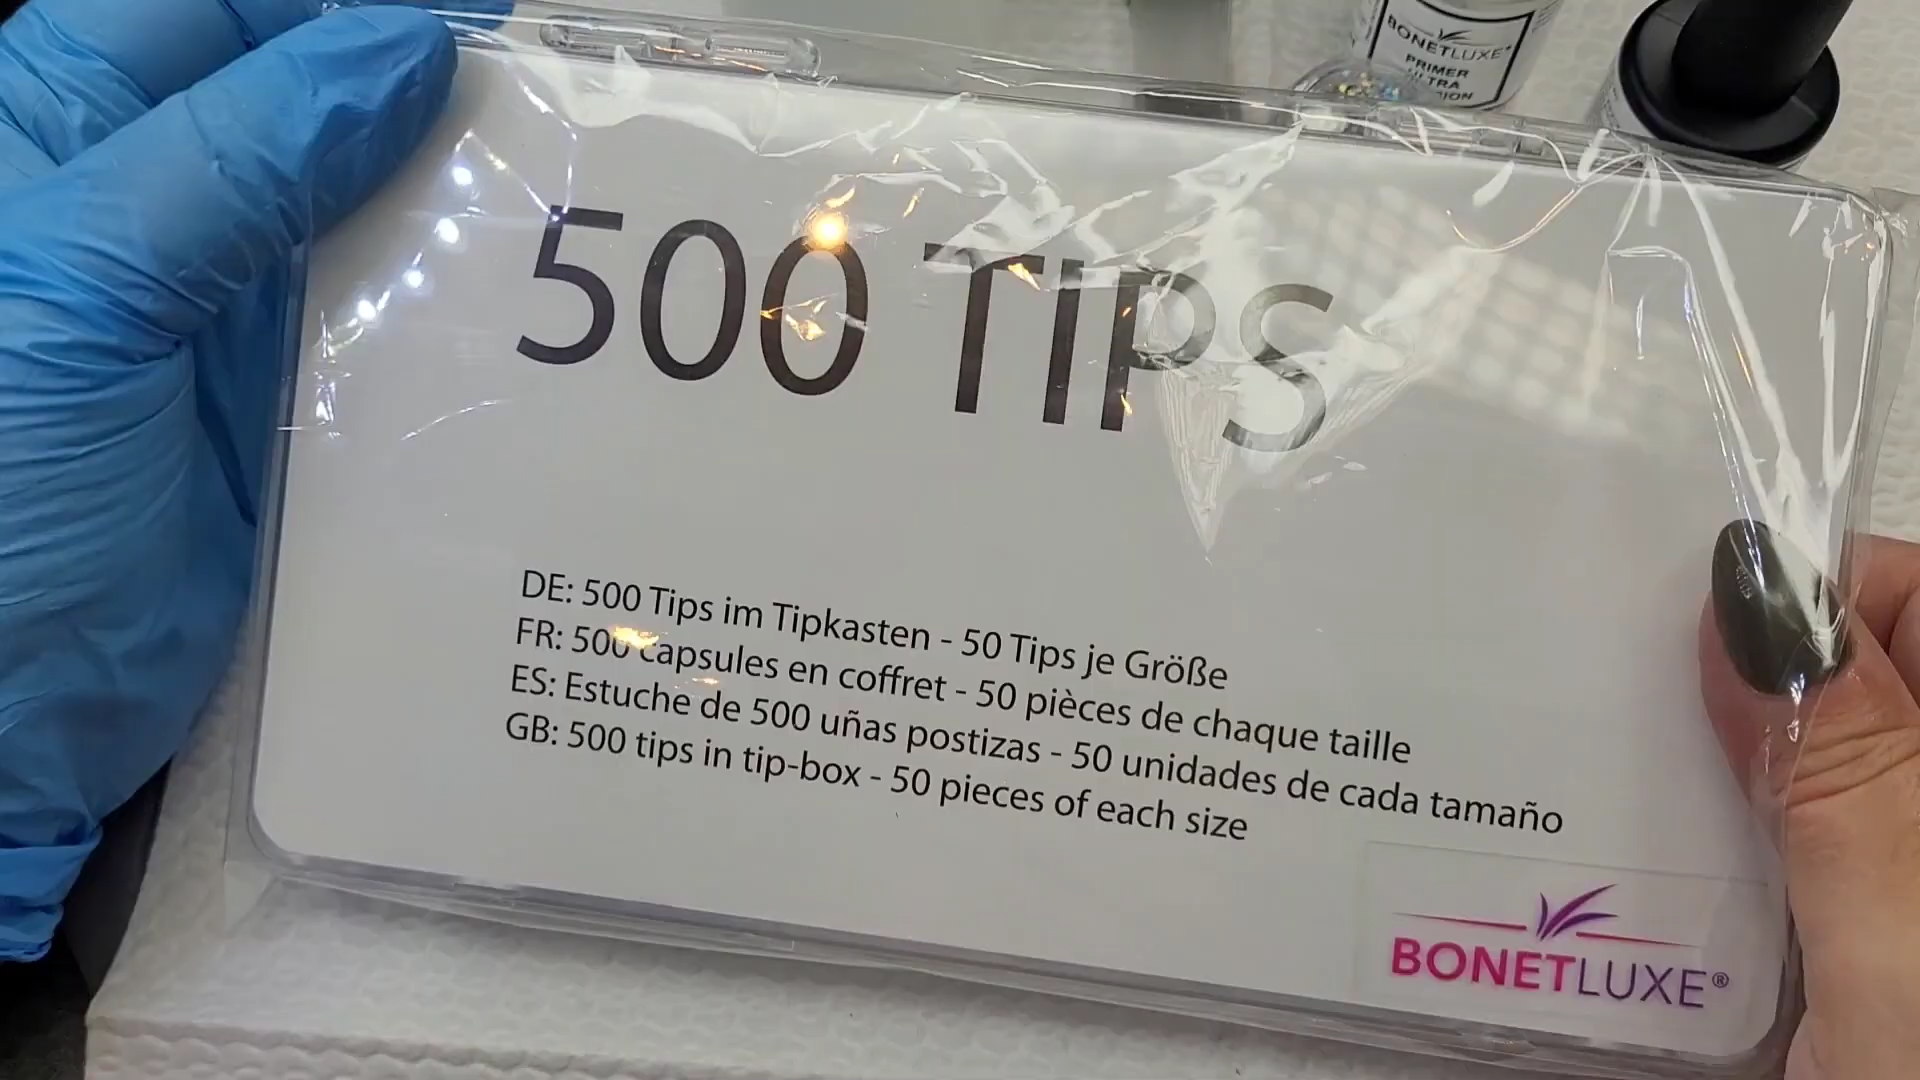 BONETLUXE
PRIMER
ULTRA
500 TIPS
DE: 500 Tips im Tipkasten - 50 Tips je Größe
FR: 500 capsules en coffret - 50 pièces de chaque taille
ES: Estuche de 500 uñas postizas - 50 unidades de cada tamaño
GB: 500 tips in tip-box - 50 pieces of each size
BONETLUXE®